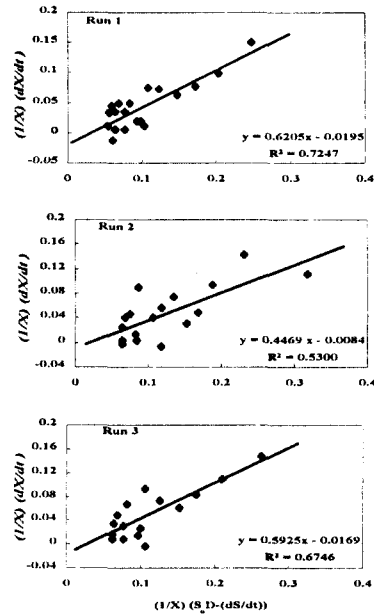 Run 1
0.2
0.15
0.1
0.05
0
-0.05
(1/X) (dX/dt)
y = 0.6205x - 0.0195
R² = 0.7247
0 0.1 0.2 0.3 0.4
Run 2
0.2
0.16
0.12
0.08
0.04
0
-0.04
(1/X) (dX/dt)
y = 0.4469 x - 0.0084
R² = 0.5300
0 0.1 0.2 0.3 0.4
Run 3
0.2
0.16
0.12
0.08
0.04
0
-0.04
(1/X) (dX/dt)
y = 0.5925x - 0.0169
R² = 0.6746
0 0.1 0.2 0.3 0.4
(1/X) (SₒD-(dS/dt))